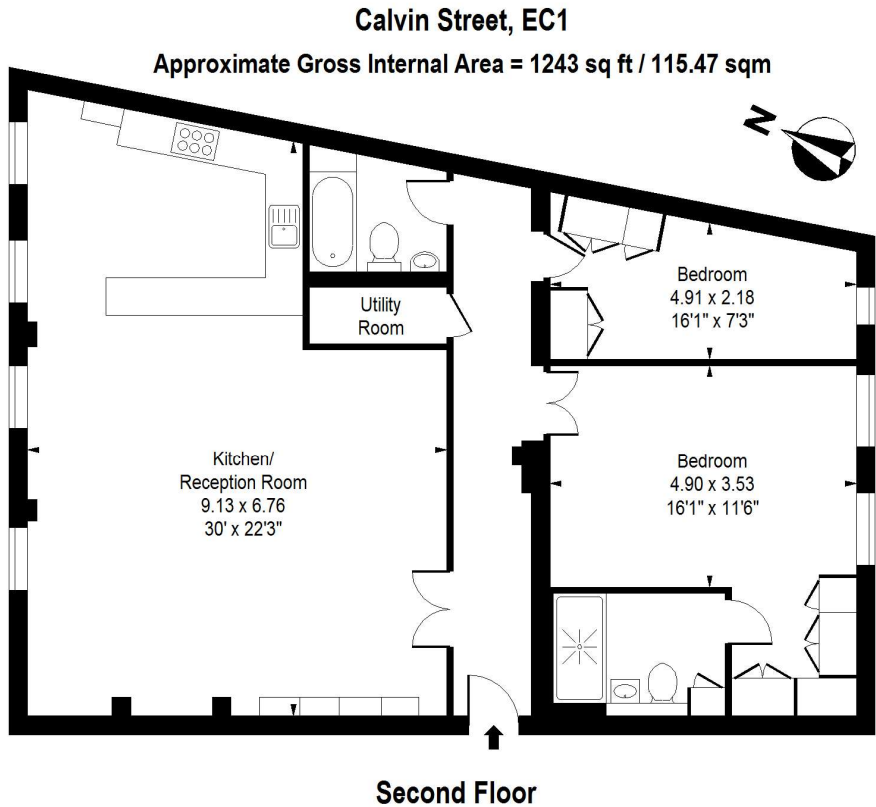 Calvin Street, EC1
Approximate Gross Internal Area = 1243 sq ft / 115.47 sqm
N
Bedroom
4.91 x 2.18
16'1" x 7'3"
Utility
Room
Kitchen/
Reception Room
9.13 x 6.76
30' x 22'3"
Bedroom
4.90 x 3.53
16'1" x 11'6"
Second Floor